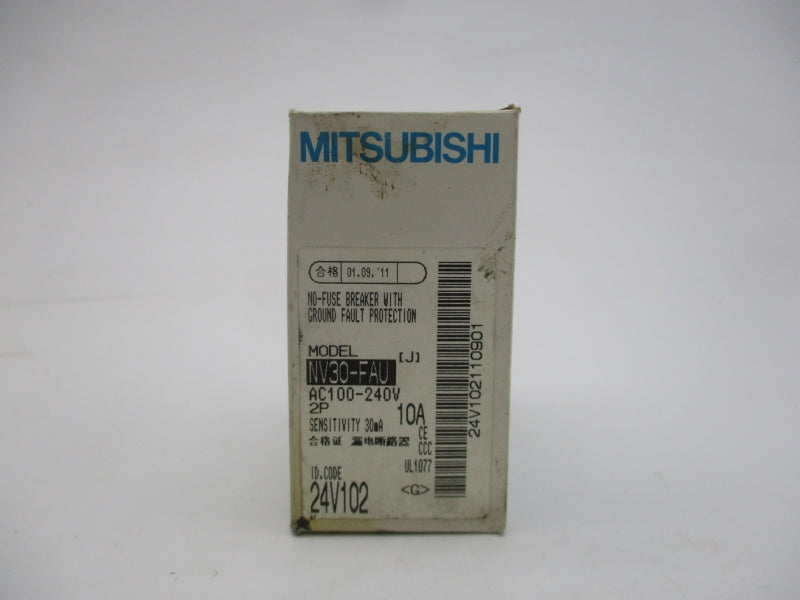 MITSUBISHI
合格 01.09.'11
NO-FUSE BREAKER WITH
GROUND FAULT PROTECTION
MODEL [J]
NV30-FAU
AC100-240V
2P 10A
SENSITIVITY 30mA CE
合格证 漏电断路器 CCC
UL1077
ID.CODE <G>
24V102
24V102110901